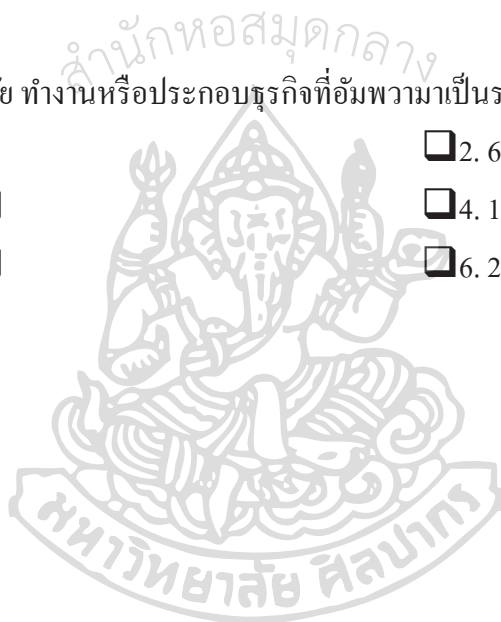 สำนักหอสมุดกลาง
ทำงานหรือประกอบธุรกิจที่อัมพวามาเป็นร
❑2. 6
❑4. 1
❑6. 2
มหาวิทยาลัย ศิลปากร